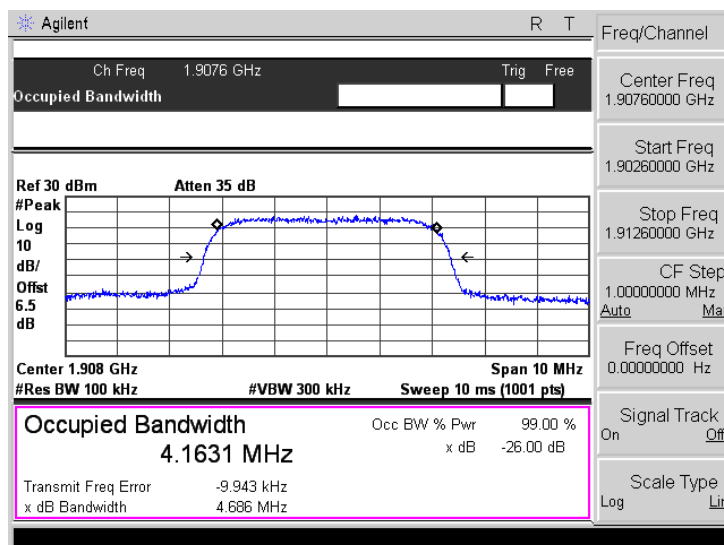 Agilent R T
Ch Freq 1.9076 GHz Trig Free
Occupied Bandwidth
Ref 30 dBm Atten 35 dB
#Peak
Log
10
dB/
Offst
6.5
dB
Center 1.908 GHz Span 10 MHz
#Res BW 100 kHz #VBW 300 kHz Sweep 10 ms (1001 pts)
Occupied Bandwidth
4.1631 MHz
Occ BW % Pwr 99.00 %
x dB -26.00 dB
Transmit Freq Error -9.943 kHz
x dB Bandwidth 4.686 MHz
Freq/Channel
Center Freq
1.90760000 GHz
Start Freq
1.90260000 GHz
Stop Freq
1.91260000 GHz
CF Step
1.00000000 MHz
Auto Ma
Freq Offset
0.00000000 Hz
Signal Track
On Off
Scale Type
Log Lin